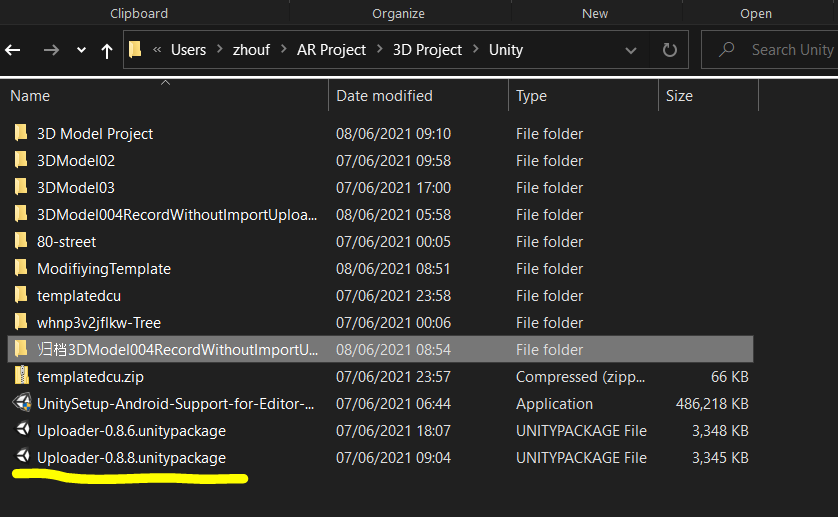 Clipboard Organize New Open
« Users > zhouf > AR Project > 3D Project > Unity Search Unity
Name Date modified Type Size
3D Model Project 08/06/2021 09:10 File folder
3DModel02 07/06/2021 09:58 File folder
3DModel03 07/06/2021 17:00 File folder
3DModel004RecordWithoutImportUploa... 08/06/2021 05:58 File folder
80-street 07/06/2021 00:05 File folder
ModifiyingTemplate 08/06/2021 08:51 File folder
templatedcu 07/06/2021 23:58 File folder
whnp3v2jflkw-Tree 07/06/2021 00:06 File folder
归档3DModel004RecordWithoutImportU... 08/06/2021 08:54 File folder
templatedcu.zip 07/06/2021 23:57 Compressed (zipp... 66 KB
UnitySetup-Android-Support-for-Editor-... 07/06/2021 06:44 Application 486,218 KB
Uploader-0.8.6.unitypackage 07/06/2021 18:07 UNITYPACKAGE File 3,348 KB
Uploader-0.8.8.unitypackage 07/06/2021 09:04 UNITYPACKAGE File 3,345 KB